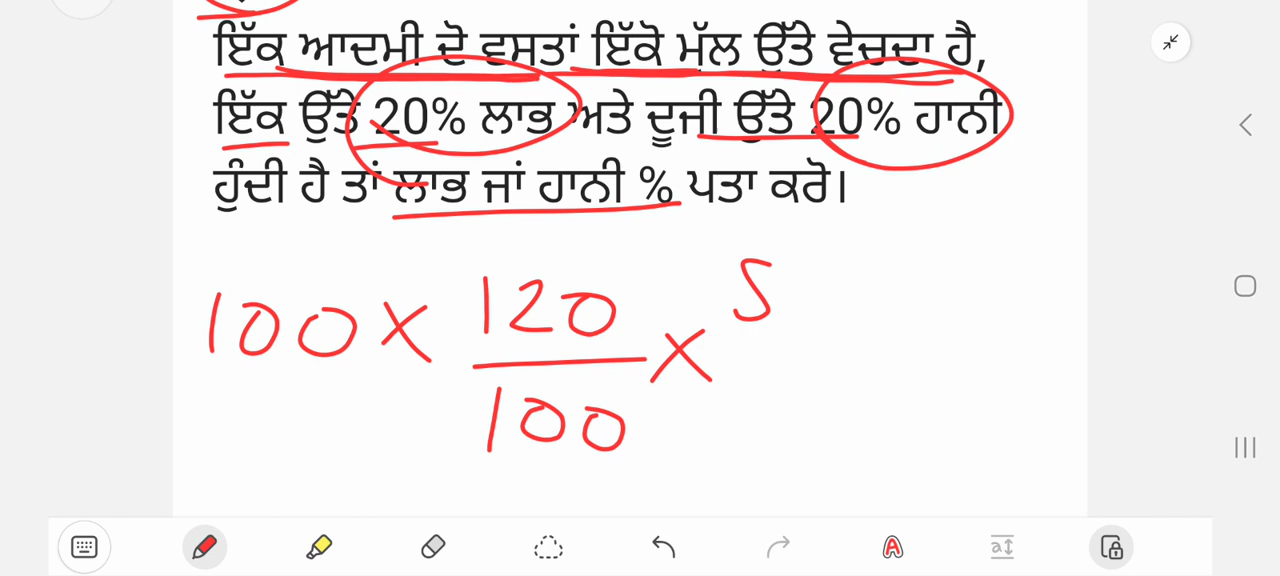 ਇੱਕ ਆਦਮੀ ਦੋ ਵਸਤਾਂ ਇੱਕੋ ਮੁੱਲ ਉੱਤੇ ਵੇਚਦਾ ਹੈ,
ਇੱਕ ਉੱਤੇ 20% ਲਾਭ ਅਤੇ ਦੂਜੀ ਉੱਤੇ 20% ਹਾਨੀ
ਹੁੰਦੀ ਹੈ ਤਾਂ ਲਾਭ ਜਾਂ ਹਾਨੀ % ਪਤਾ ਕਰੋ।
100 × 120/100 × 5
A a